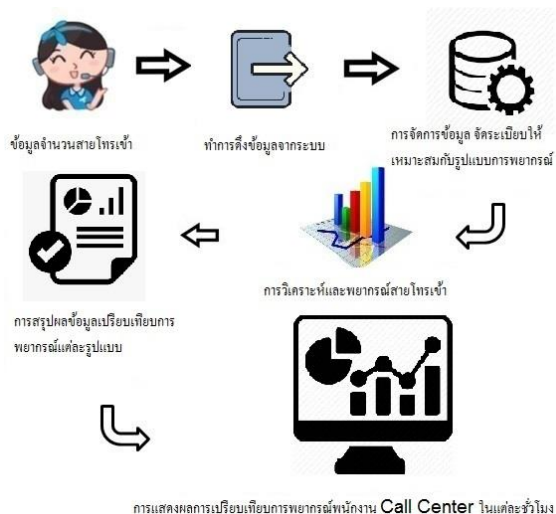 ข้อมูลจำนวนสายโทรเข้า
ทำการดึงข้อมูลจากระบบ
การจัดการข้อมูล จัดระเบียบให้
เหมาะสมกับรูปแบบการพยากรณ์
การวิเคราะห์และพยากรณ์สายโทรเข้า
การสรุปผลข้อมูลเปรียบเทียบการ
พยากรณ์แต่ละรูปแบบ
การแสดงผลการเปรียบเทียบการพยากรณ์พนักงาน Call Center ในแต่ละชั่วโมง